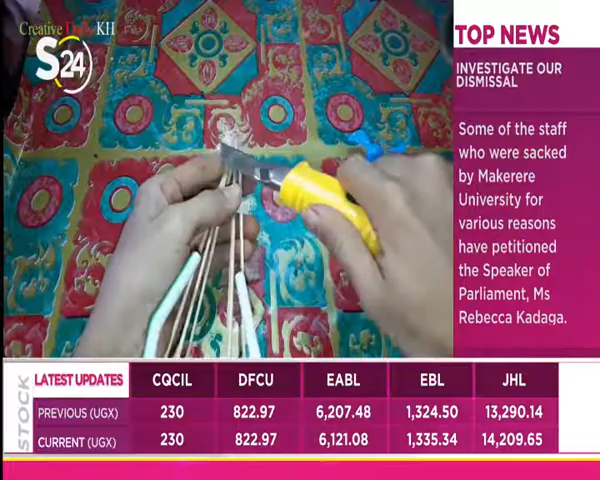 Creative D KH
S24
TOP NEWS
INVESTIGATE OUR
DISMISSAL
Some of the staff
who were sacked
by Makerere
University for
various reasons
have petitioned
the Speaker of
Parliament, Ms
Rebecca Kadaga.
STOCK
LATEST UPDATES CQCIL DFCU EABL EBL JHL
PREVIOUS (UGX) 230 822.97 6,207.48 1,324.50 13,290.14
CURRENT (UGX) 230 822.97 6,121.08 1,335.34 14,209.65